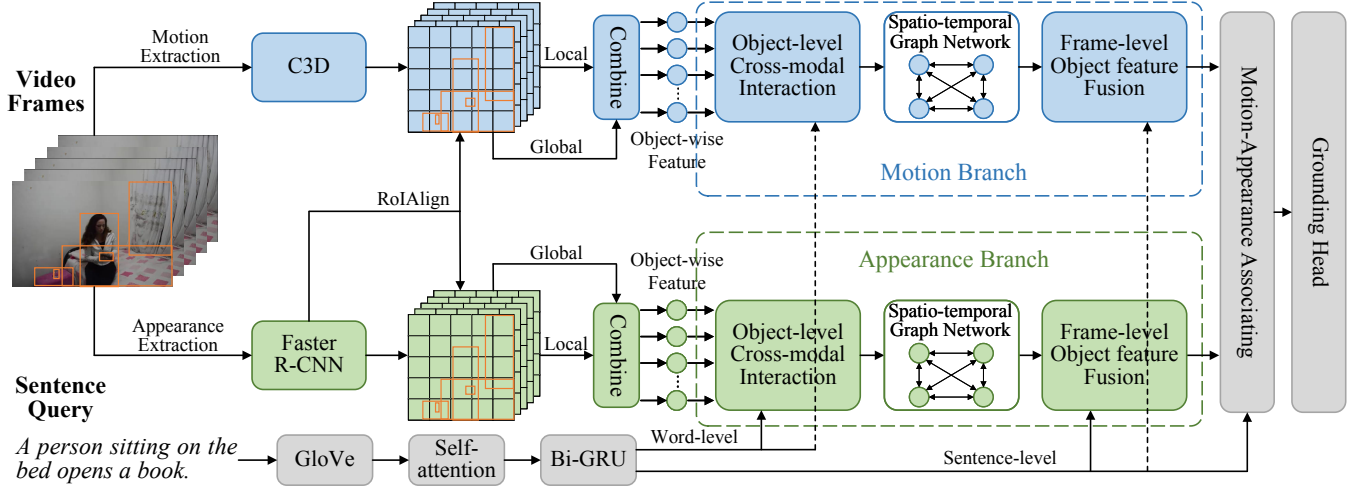 Video
Frames
Motion
Extraction
C3D
Local
Global
Combine
Object-wise
Feature
Object-level
Cross-modal
Interaction
Spatio-temporal
Graph Network
Frame-level
Object feature
Fusion
Motion Branch
RoIAlign
Appearance
Extraction
Faster
R-CNN
Global
Local
Combine
Object-wise
Feature
Appearance Branch
Object-level
Cross-modal
Interaction
Spatio-temporal
Graph Network
Frame-level
Object feature
Fusion
Motion-Appearance Associating
Grounding Head
Sentence
Query
A person sitting on the
bed opens a book.
GloVe
Self-
attention
Bi-GRU
Word-level
Sentence-level